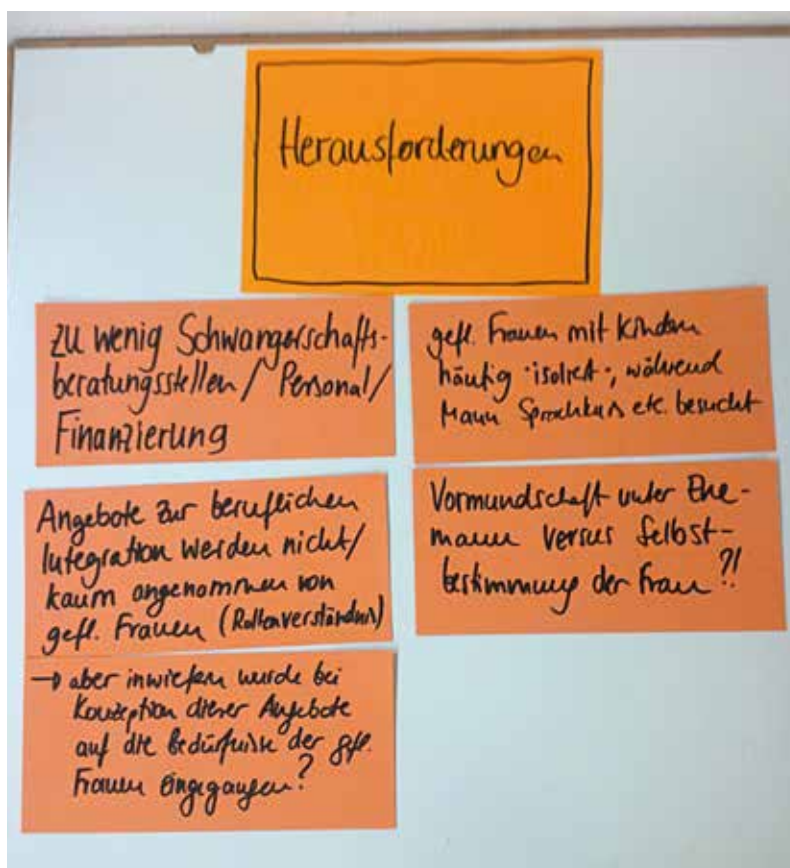 Herausforderungen
zu wenig Schwangerschafts-
beratungsstellen / Personal /
Finanzierung
gefl. Frauen mit Kindern
häufig "isoliert", während
Mann Sprachkurs etc. besucht
Angebote zur beruflichen
Integration werden nicht/
kaum angenommen von
gefl. Frauen (Rollenverständnis)
Vormundschaft unter Ehe-
mann versus Selbst-
bestimmung der Frau?!
→ aber inwiefern wurde bei
Konzeption dieser Angebote
auf die Bedürfnisse der gefl.
Frauen eingegangen?